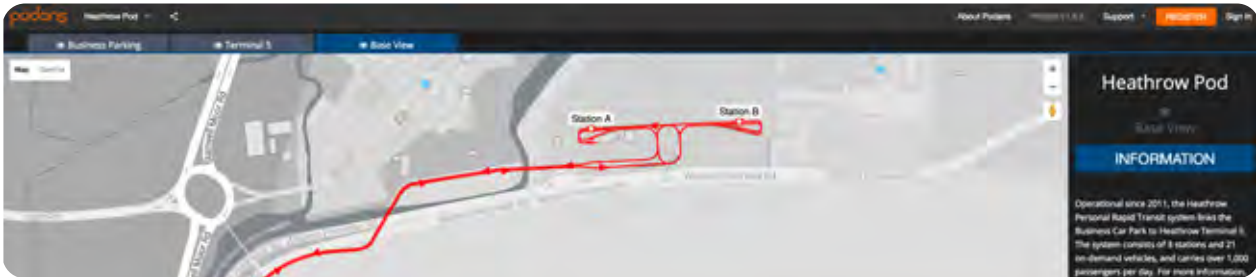 podaris Heathrow Pod
About Podaris Support REGISTER Sign In
Business Parking Terminal 5 Base View
Map
Station A
Station B
Heathrow Pod
Base View
INFORMATION
Operational since 2011, the Heathrow
Personal Rapid Transit system links the
Business Car Park to Heathrow Terminal 5.
The system consists of 3 stations and 21
on-demand vehicles, and carries over 1,000
passengers per day. For more information